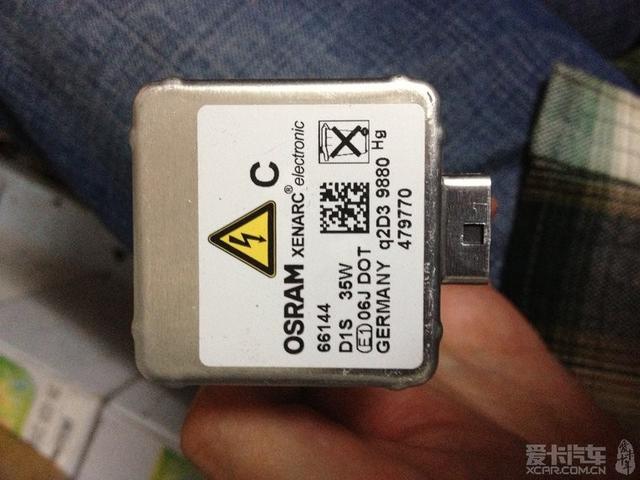 C
OSRAM XENARC® electronic
66144
D1S 35W
E1 06J DOT
GERMANY q2D3 9880 Hg
479770
爱卡汽车
XCAR.COM.CN